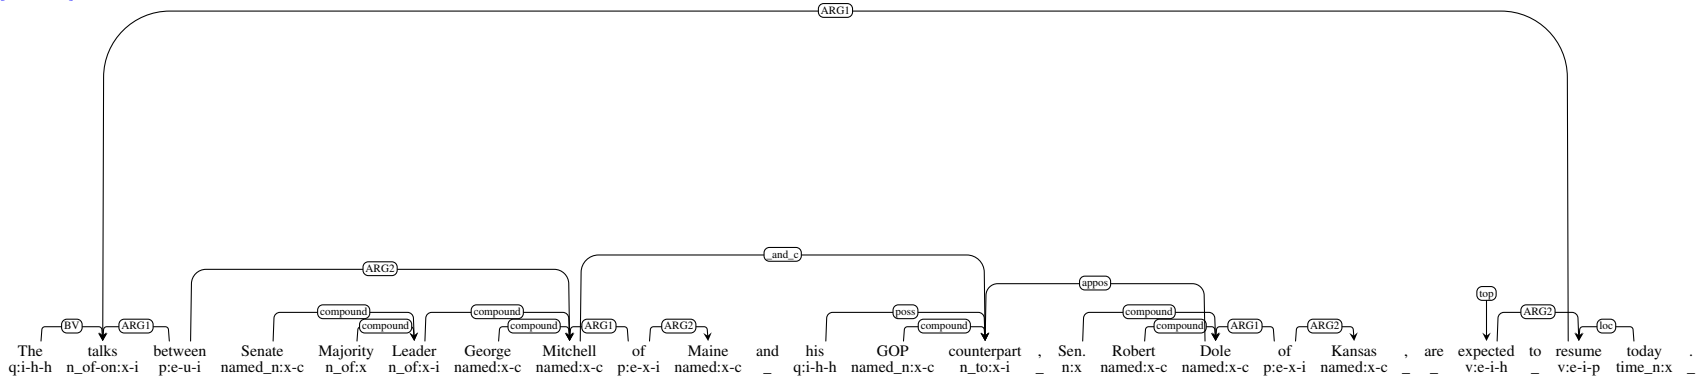 ARG1
_and_c
ARG2
appos
top
compound compound poss compound ARG2
BV ARG1 compound compound ARG1 ARG2 compound compound ARG1 ARG2 loc
The talks between Senate Majority Leader George Mitchell of Maine and his GOP counterpart , Sen. Robert Dole of Kansas , are expected to resume today .
q:i-h-h n_of-on:x-i p:e-u-i named_n:x-c n_of:x n_of:x-i named:x-c named:x-c p:e-x-i named:x-c _ q:i-h-h named_n:x-c n_to:x-i _ n:x named:x-c named:x-c p:e-x-i named:x-c _ _ v:e-i-h _ v:e-i-p time_n:x _